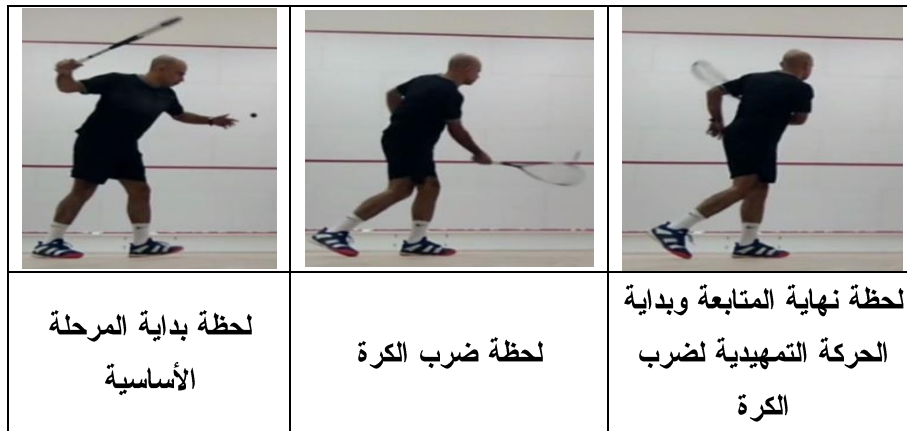 لحظة نهاية المتابعة وبداية
الحركة التمهيدية لضرب
الكرة
لحظة ضرب الكرة
لحظة بداية المرحلة
الأساسية